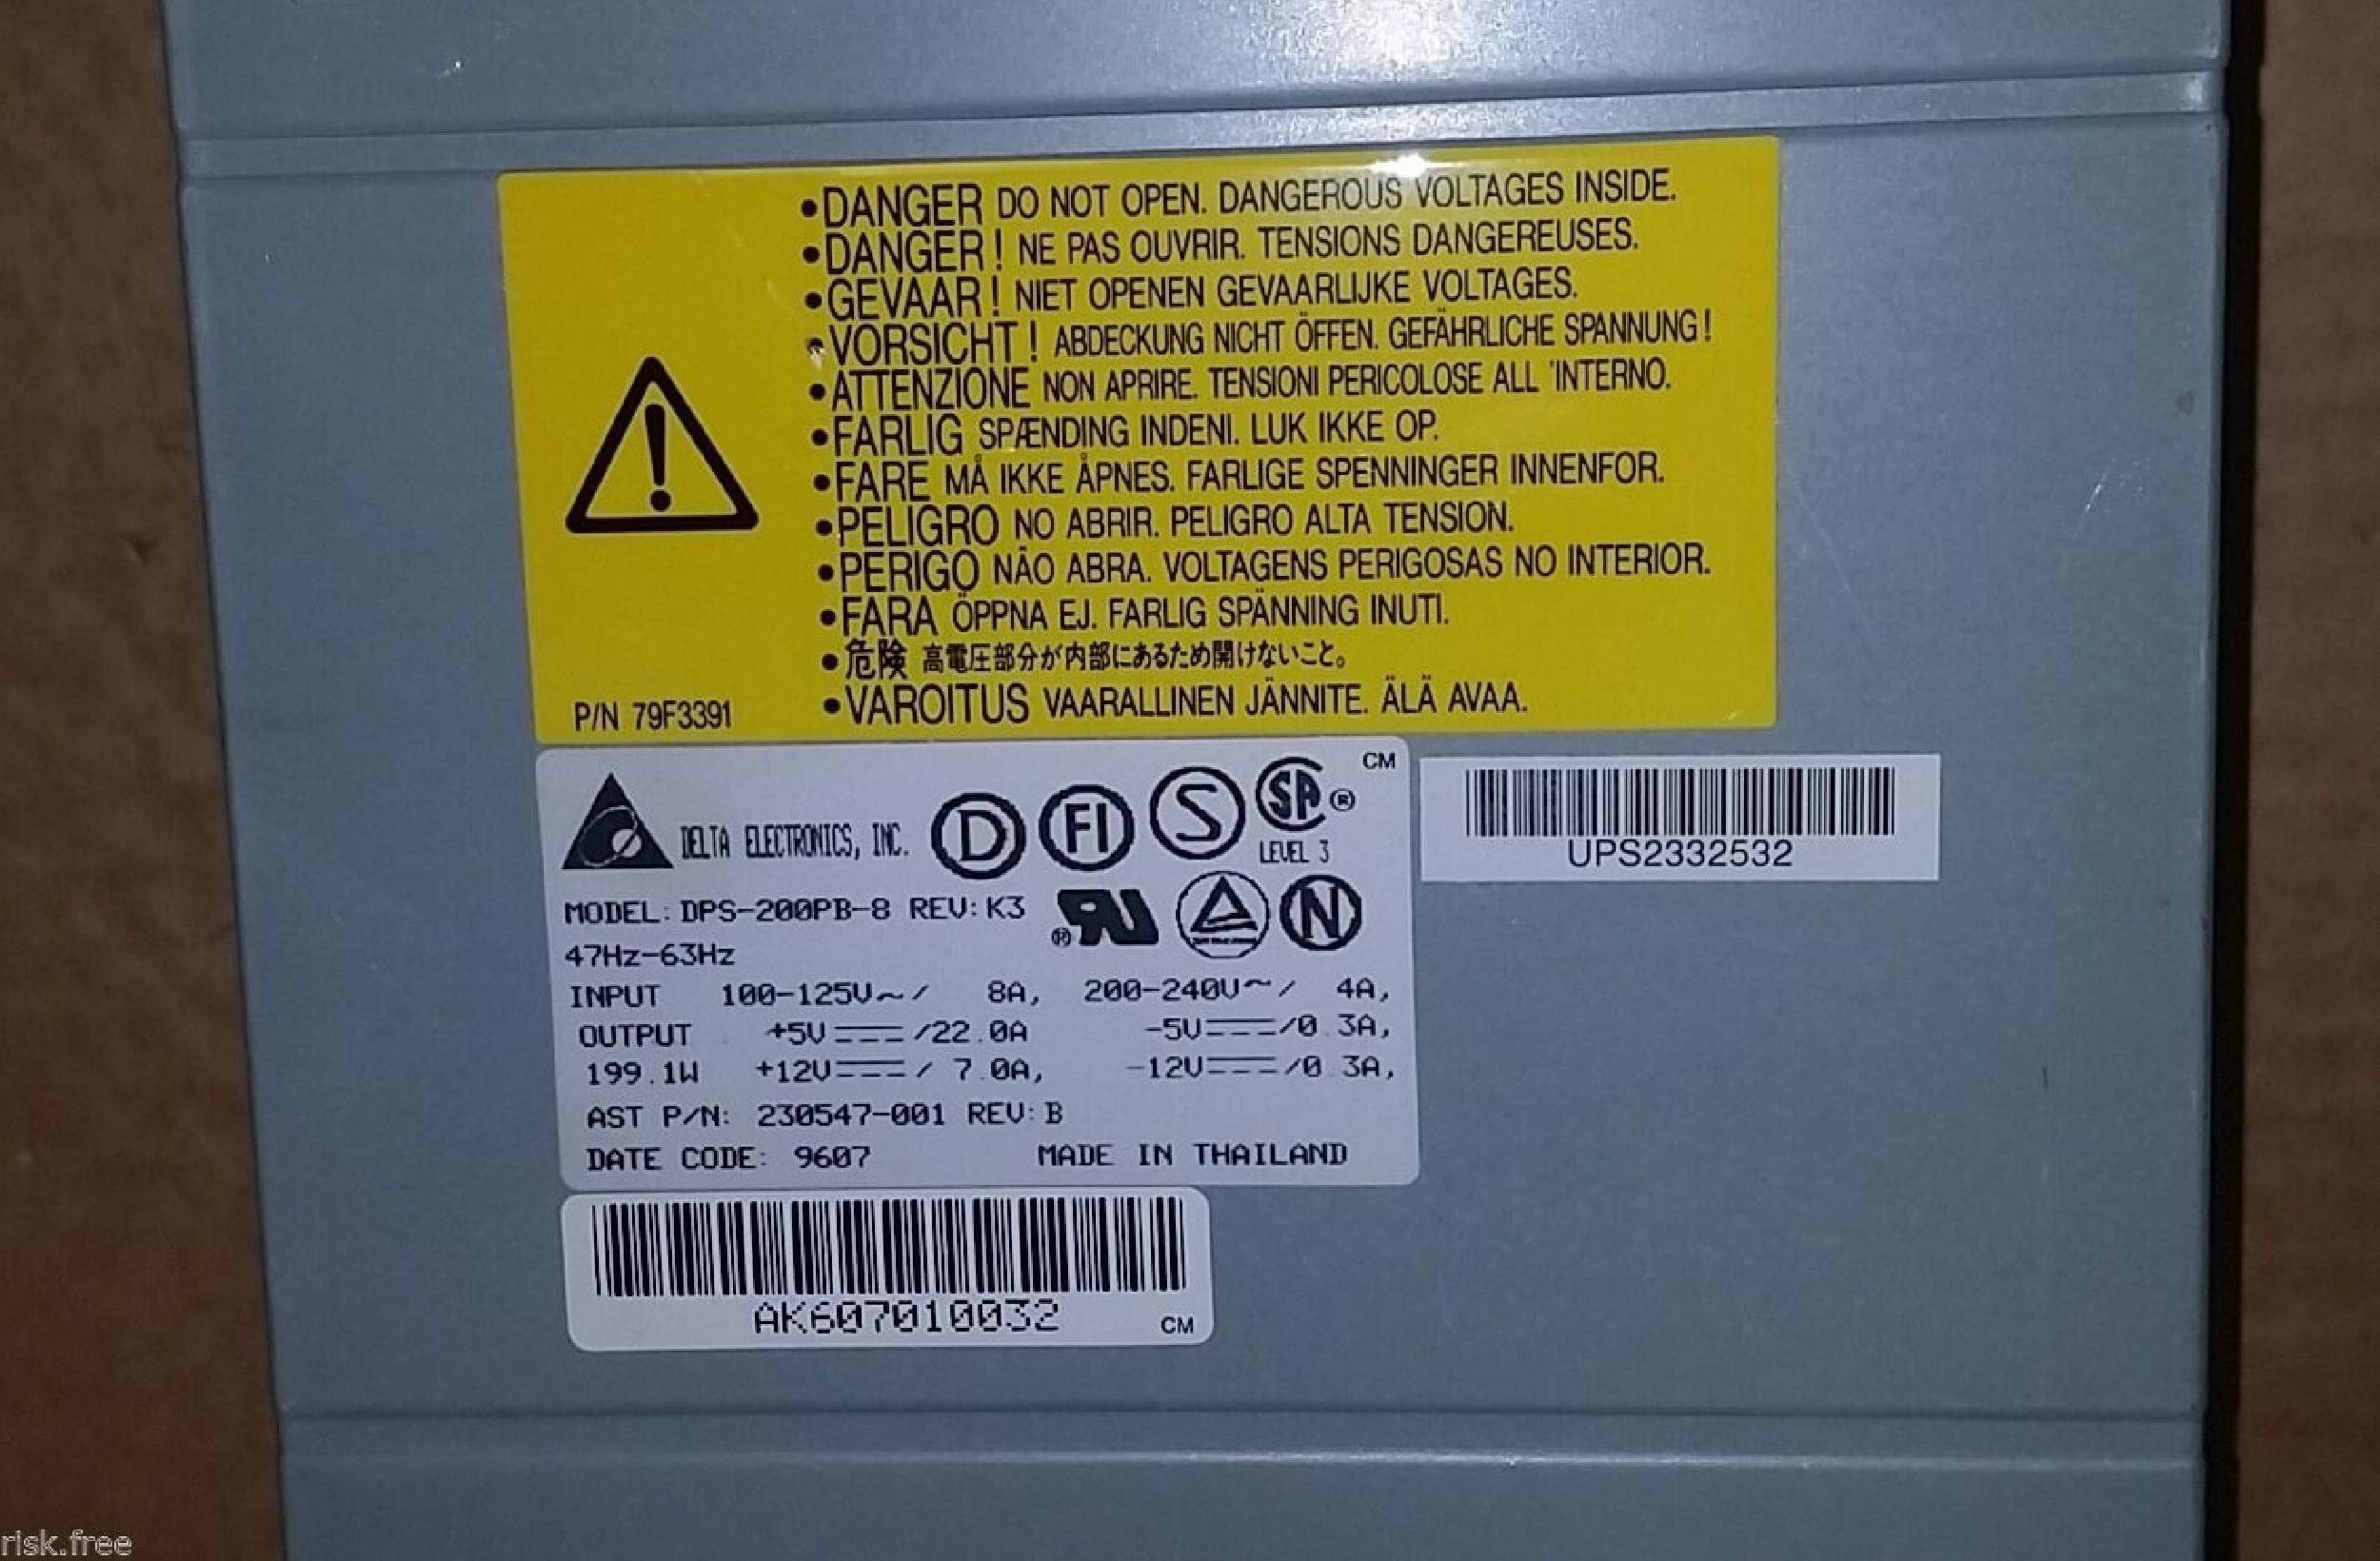 •DANGER DO NOT OPEN. DANGEROUS VOLTAGES INSIDE.
•DANGER! NE PAS OUVRIR. TENSIONS DANGEREUSES.
•GEVAAR! NIET OPENEN GEVAARLIJKE VOLTAGES.
•VORSICHT! ABDECKUNG NICHT ÖFFEN. GEFÄHRLICHE SPANNUNG!
•ATTENZIONE NON APRIRE. TENSIONI PERICOLOSE ALL 'INTERNO.
•FARLIG SPÆNDING INDENI. LUK IKKE OP.
•FARE MÅ IKKE ÅPNES. FARLIGE SPENNINGER INNENFOR.
•PELIGRO NO ABRIR. PELIGRO ALTA TENSION.
•PERIGO NÃO ABRA. VOLTAGENS PERIGOSAS NO INTERIOR.
•FARA ÖPPNA EJ. FARLIG SPÄNNING INUTI.
•危険 高電圧部分が内部にあるため開けないこと。
•VAROITUS VAARALLINEN JÄNNITE. ÄLÄ AVAA.
P/N 79F3391
DELTA ELECTRONICS, INC. D FI S SA ® CM
LEVEL 3
MODEL: DPS-200PB-8 REV: K3 ® RU N
47Hz-63Hz
INPUT 100-125V~/ 8A, 200-240V~/ 4A,
OUTPUT +5V⎓/22.0A -5V⎓/0.3A,
199.1W +12V⎓/ 7.0A, -12V⎓/0.3A,
AST P/N: 230547-001 REV: B
DATE CODE: 9607 MADE IN THAILAND
UPS2332532
AK607010032 CM
risk.free